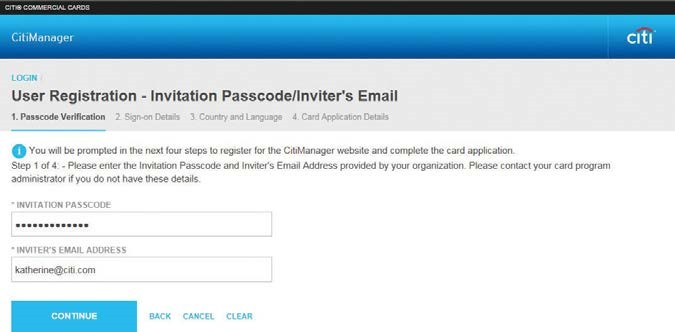 CITI® COMMERCIAL CARDS
CitiManager
citi
LOGIN /
User Registration - Invitation Passcode/Inviter's Email
1. Passcode Verification 2. Sign-on Details 3. Country and Language 4. Card Application Details
i You will be prompted in the next four steps to register for the CitiManager website and complete the card application.
Step 1 of 4: - Please enter the Invitation Passcode and Inviter's Email Address provided by your organization. Please contact your card program
administrator if you do not have these details.
* INVITATION PASSCODE
•••••••••••••
* INVITER'S EMAIL ADDRESS
katherine@citi.com
CONTINUE BACK CANCEL CLEAR